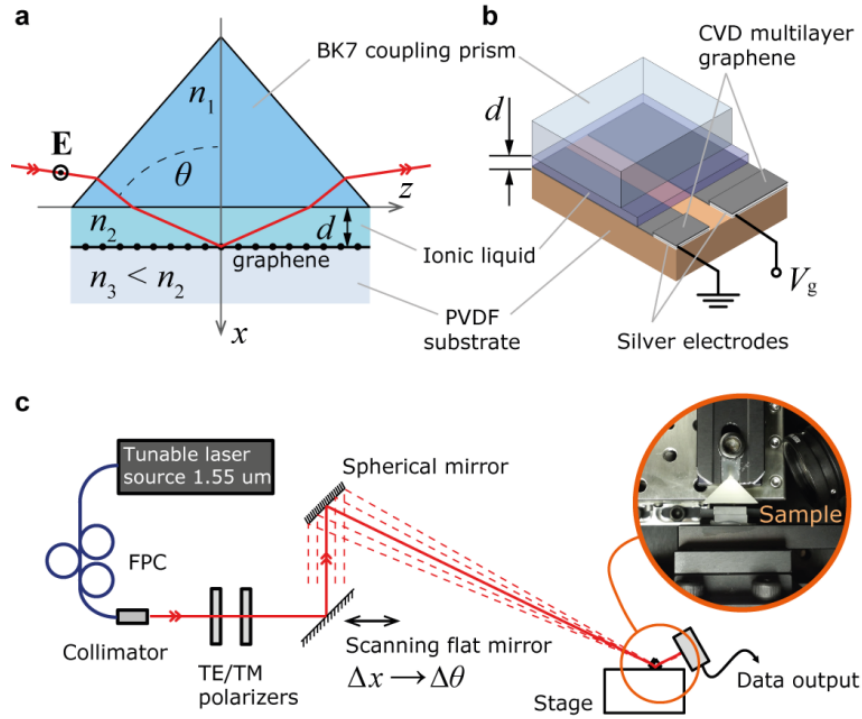 a
BK7 coupling prism
n1
E
θ
z
n2
d
graphene
Ionic liquid
n3 < n2
PVDF
substrate
x
b
CVD multilayer
graphene
d
Vg
Silver electrodes
c
Tunable laser
source 1.55 um
FPC
Collimator
TE/TM
polarizers
Spherical mirror
Scanning flat mirror
Δx → Δθ
Sample
Stage
Data output